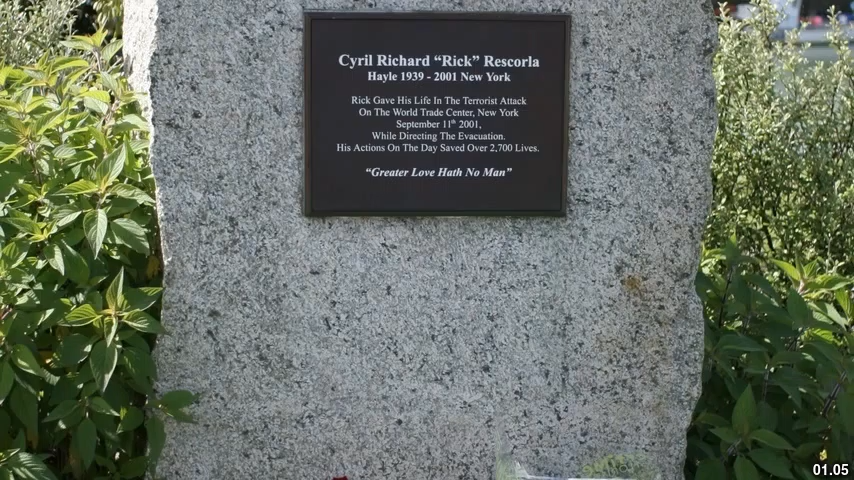 Cyril Richard “Rick” Rescorla
Hayle 1939 - 2001 New York
Rick Gave His Life In The Terrorist Attack
On The World Trade Center, New York
September 11th 2001,
While Directing The Evacuation.
His Actions On The Day Saved Over 2,700 Lives.
“Greater Love Hath No Man”
01.05